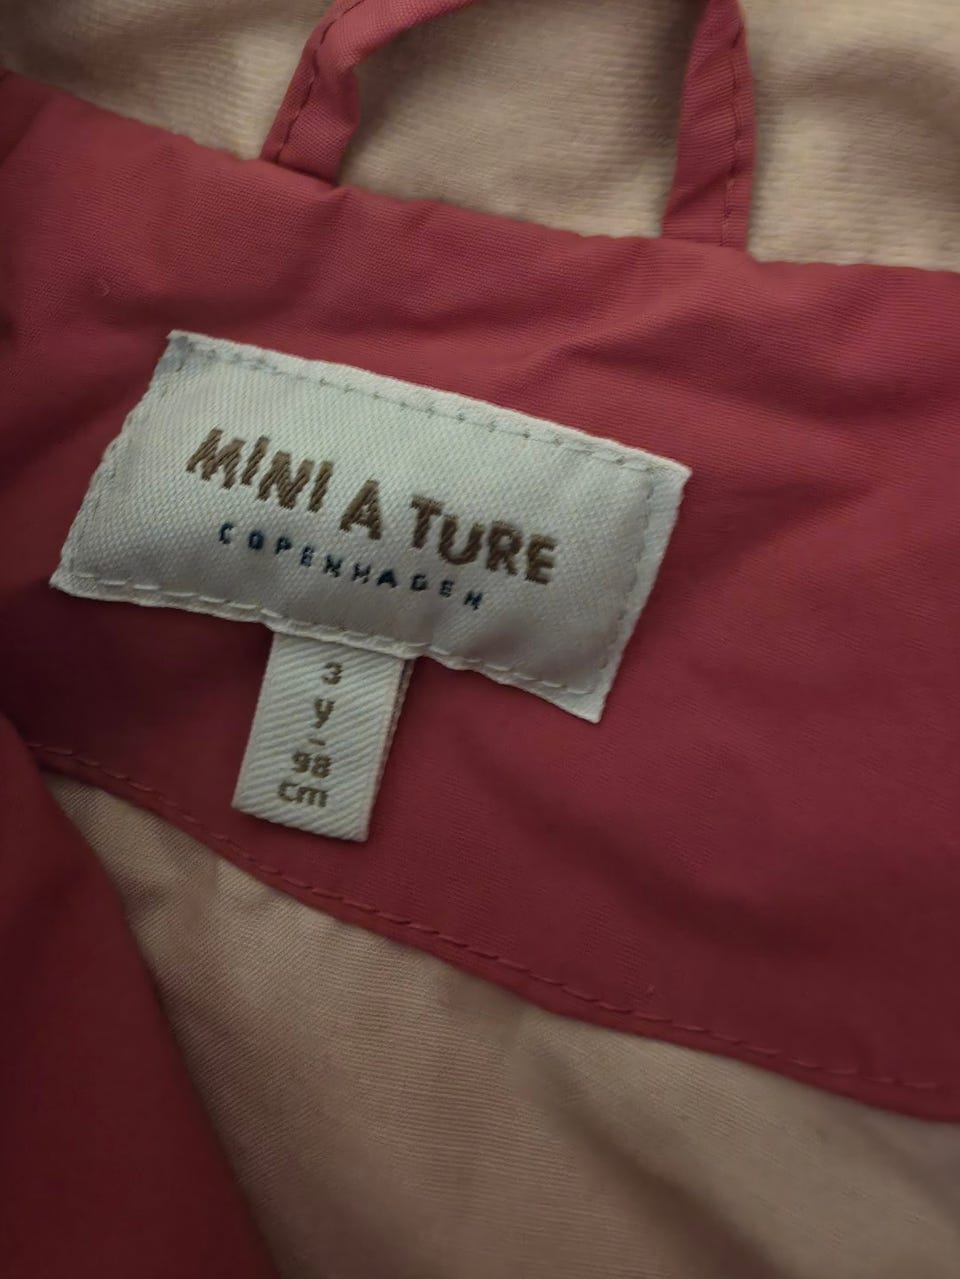 MINI A TURE
COPENHAGEN
3
y
-
98
cm